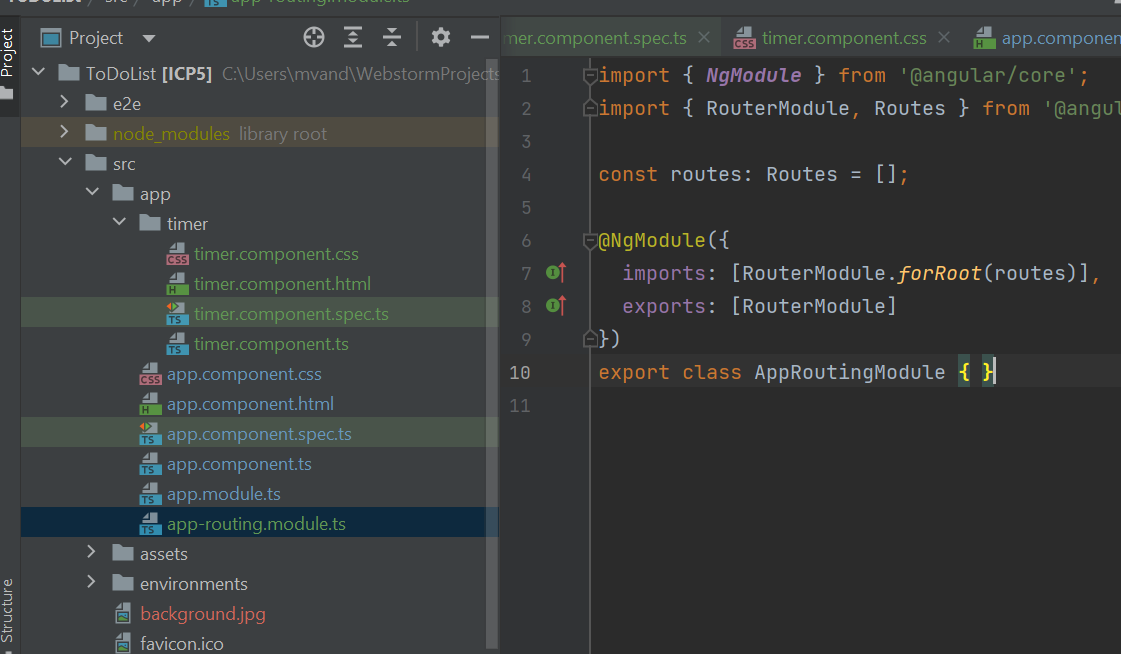 app-routing.module.ts
Project
Project
ToDoList [ICP5] C:\Users\mvand\WebstormProjects
e2e
node_modules library root
src
app
timer
timer.component.css
timer.component.html
timer.component.spec.ts
timer.component.ts
app.component.css
app.component.html
app.component.spec.ts
app.component.ts
app.module.ts
app-routing.module.ts
assets
environments
background.jpg
favicon.ico
Structure
mer.component.spec.ts timer.component.css app.componen
1 import { NgModule } from '@angular/core';
2 import { RouterModule, Routes } from '@angul
3
4 const routes: Routes = [];
5
6 @NgModule({
7 imports: [RouterModule.forRoot(routes)],
8 exports: [RouterModule]
9 })
10 export class AppRoutingModule { }
11